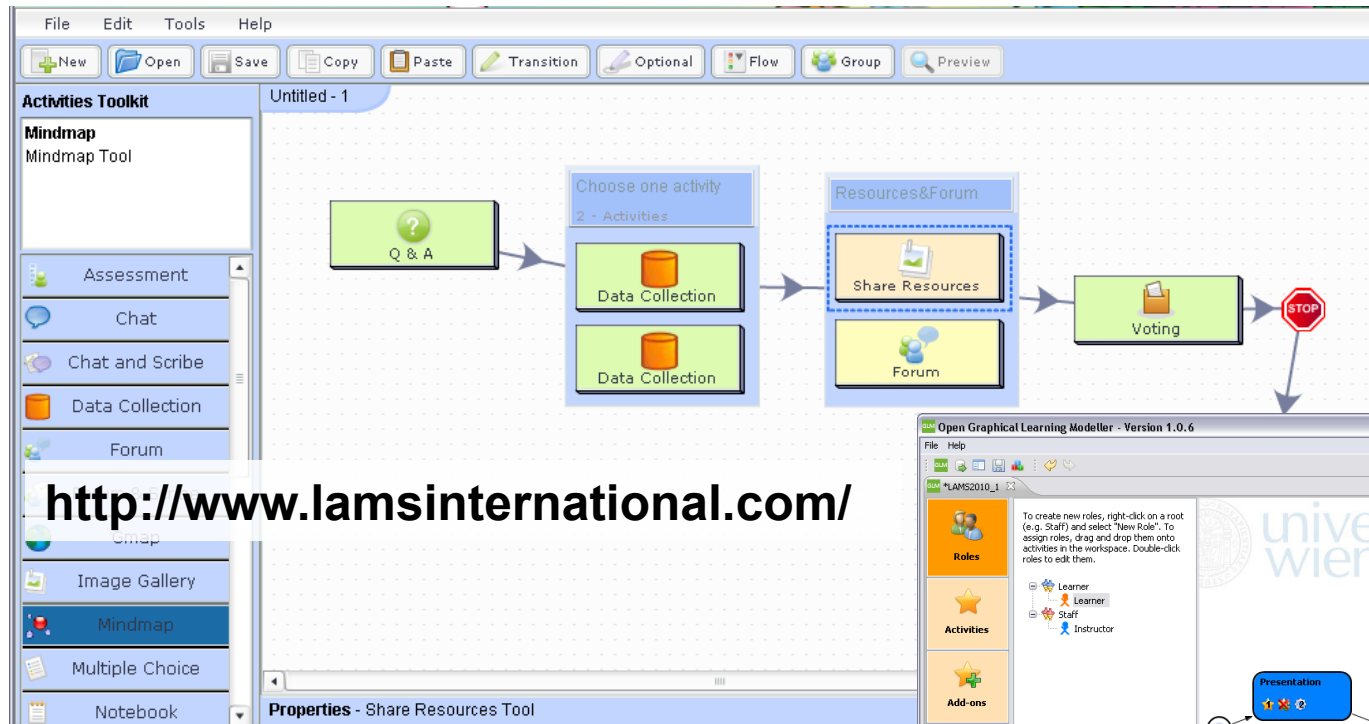 File Edit Tools Help
New Open Save Copy Paste Transition Optional Flow Group Preview
Activities Toolkit
Mindmap
Mindmap Tool
Assessment
Chat
Chat and Scribe
Data Collection
Forum
Gmap
Image Gallery
Mindmap
Multiple Choice
Notebook
Untitled - 1
Q & A
Choose one activity
2 - Activities
Data Collection
Data Collection
Resources&Forum
Share Resources
Forum
Voting
STOP
http://www.lamsinternational.com/
Properties - Share Resources Tool
GLM Open Graphical Learning Modeller - Version 1.0.6
File Help
GLM
GLM *LAMS2010_1
Roles
Activities
Add-ons
To create new roles, right-click on a root
(e.g. Staff) and select "New Role". To
assign roles, drag and drop them onto
activities in the workspace. Double-click
roles to edit them.
Learner
Learner
Staff
Instructor
unive
wien
Presentation